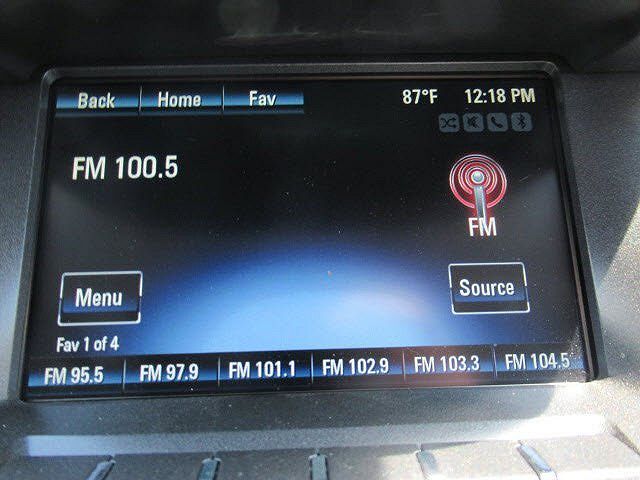 Back Home Fav 87°F 12:18 PM
FM 100.5
FM
Menu Source
Fav 1 of 4
FM 95.5 FM 97.9 FM 101.1 FM 102.9 FM 103.3 FM 104.5